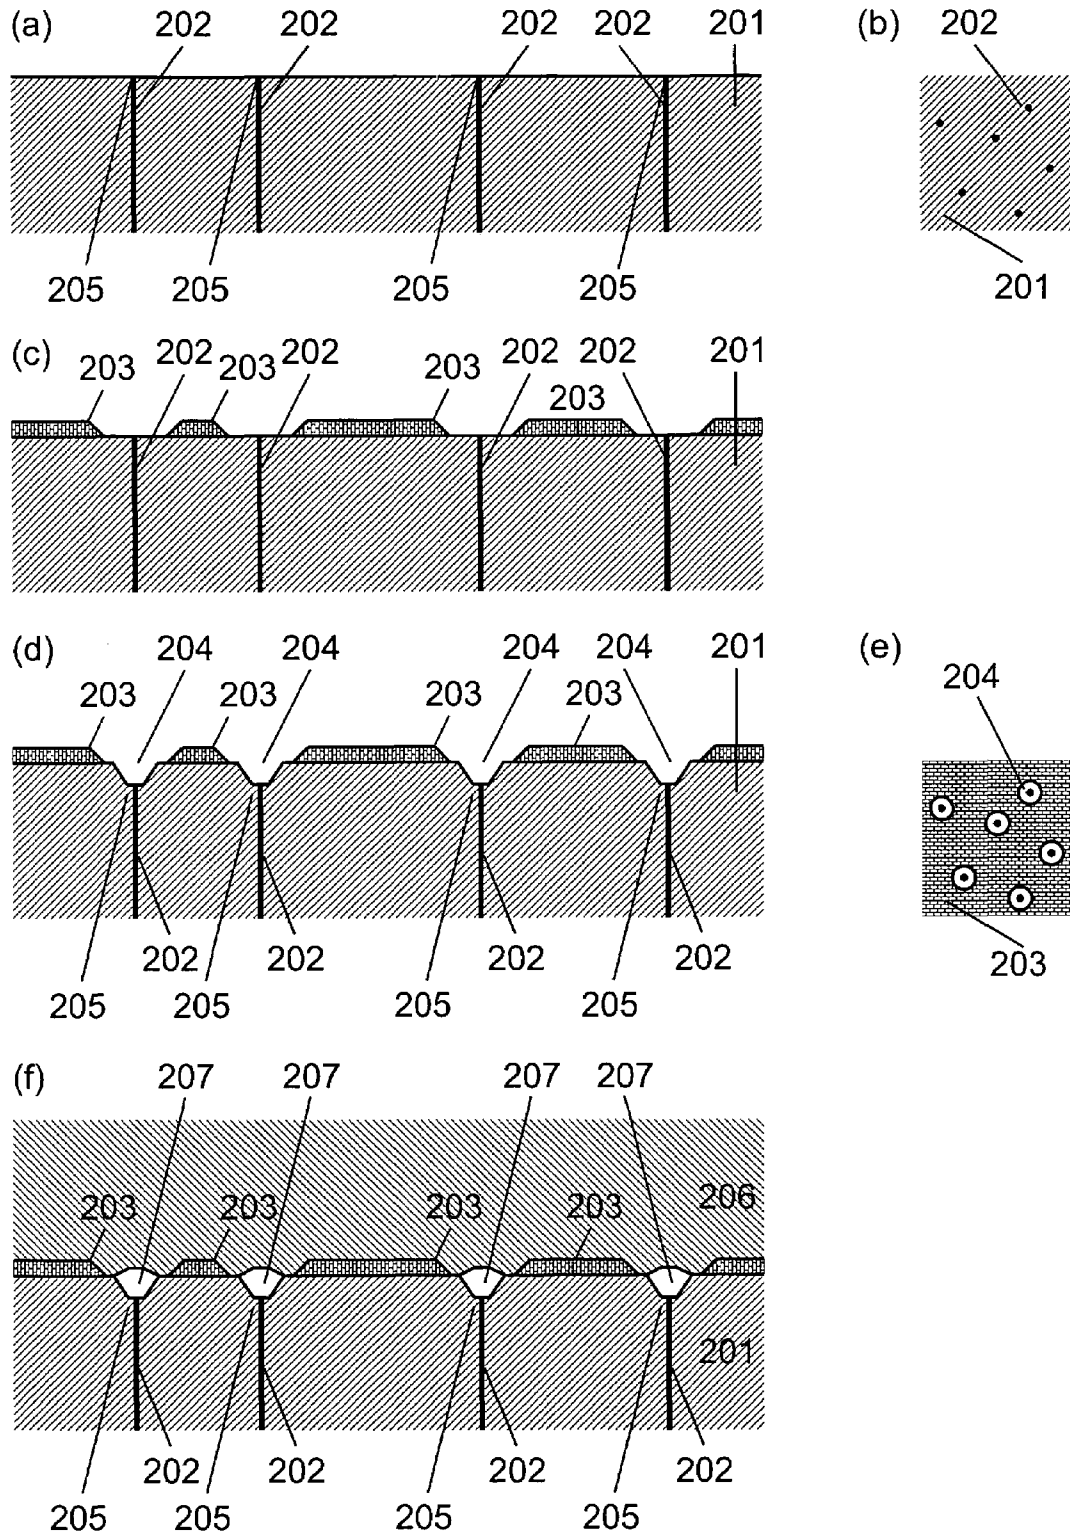 (a) 202 202 202 202 201
205 205 205 205
(b) 202
201
(c) 203 202 203 202 203 202 203 202 201
(d) 204 204 204 204 201
203 203 203 203
202 202 202 202
205 205 205 205
(e)
204
203
(f) 207 207 207 207
203 203 203 203 206
201
202 202 202 202
205 205 205 205